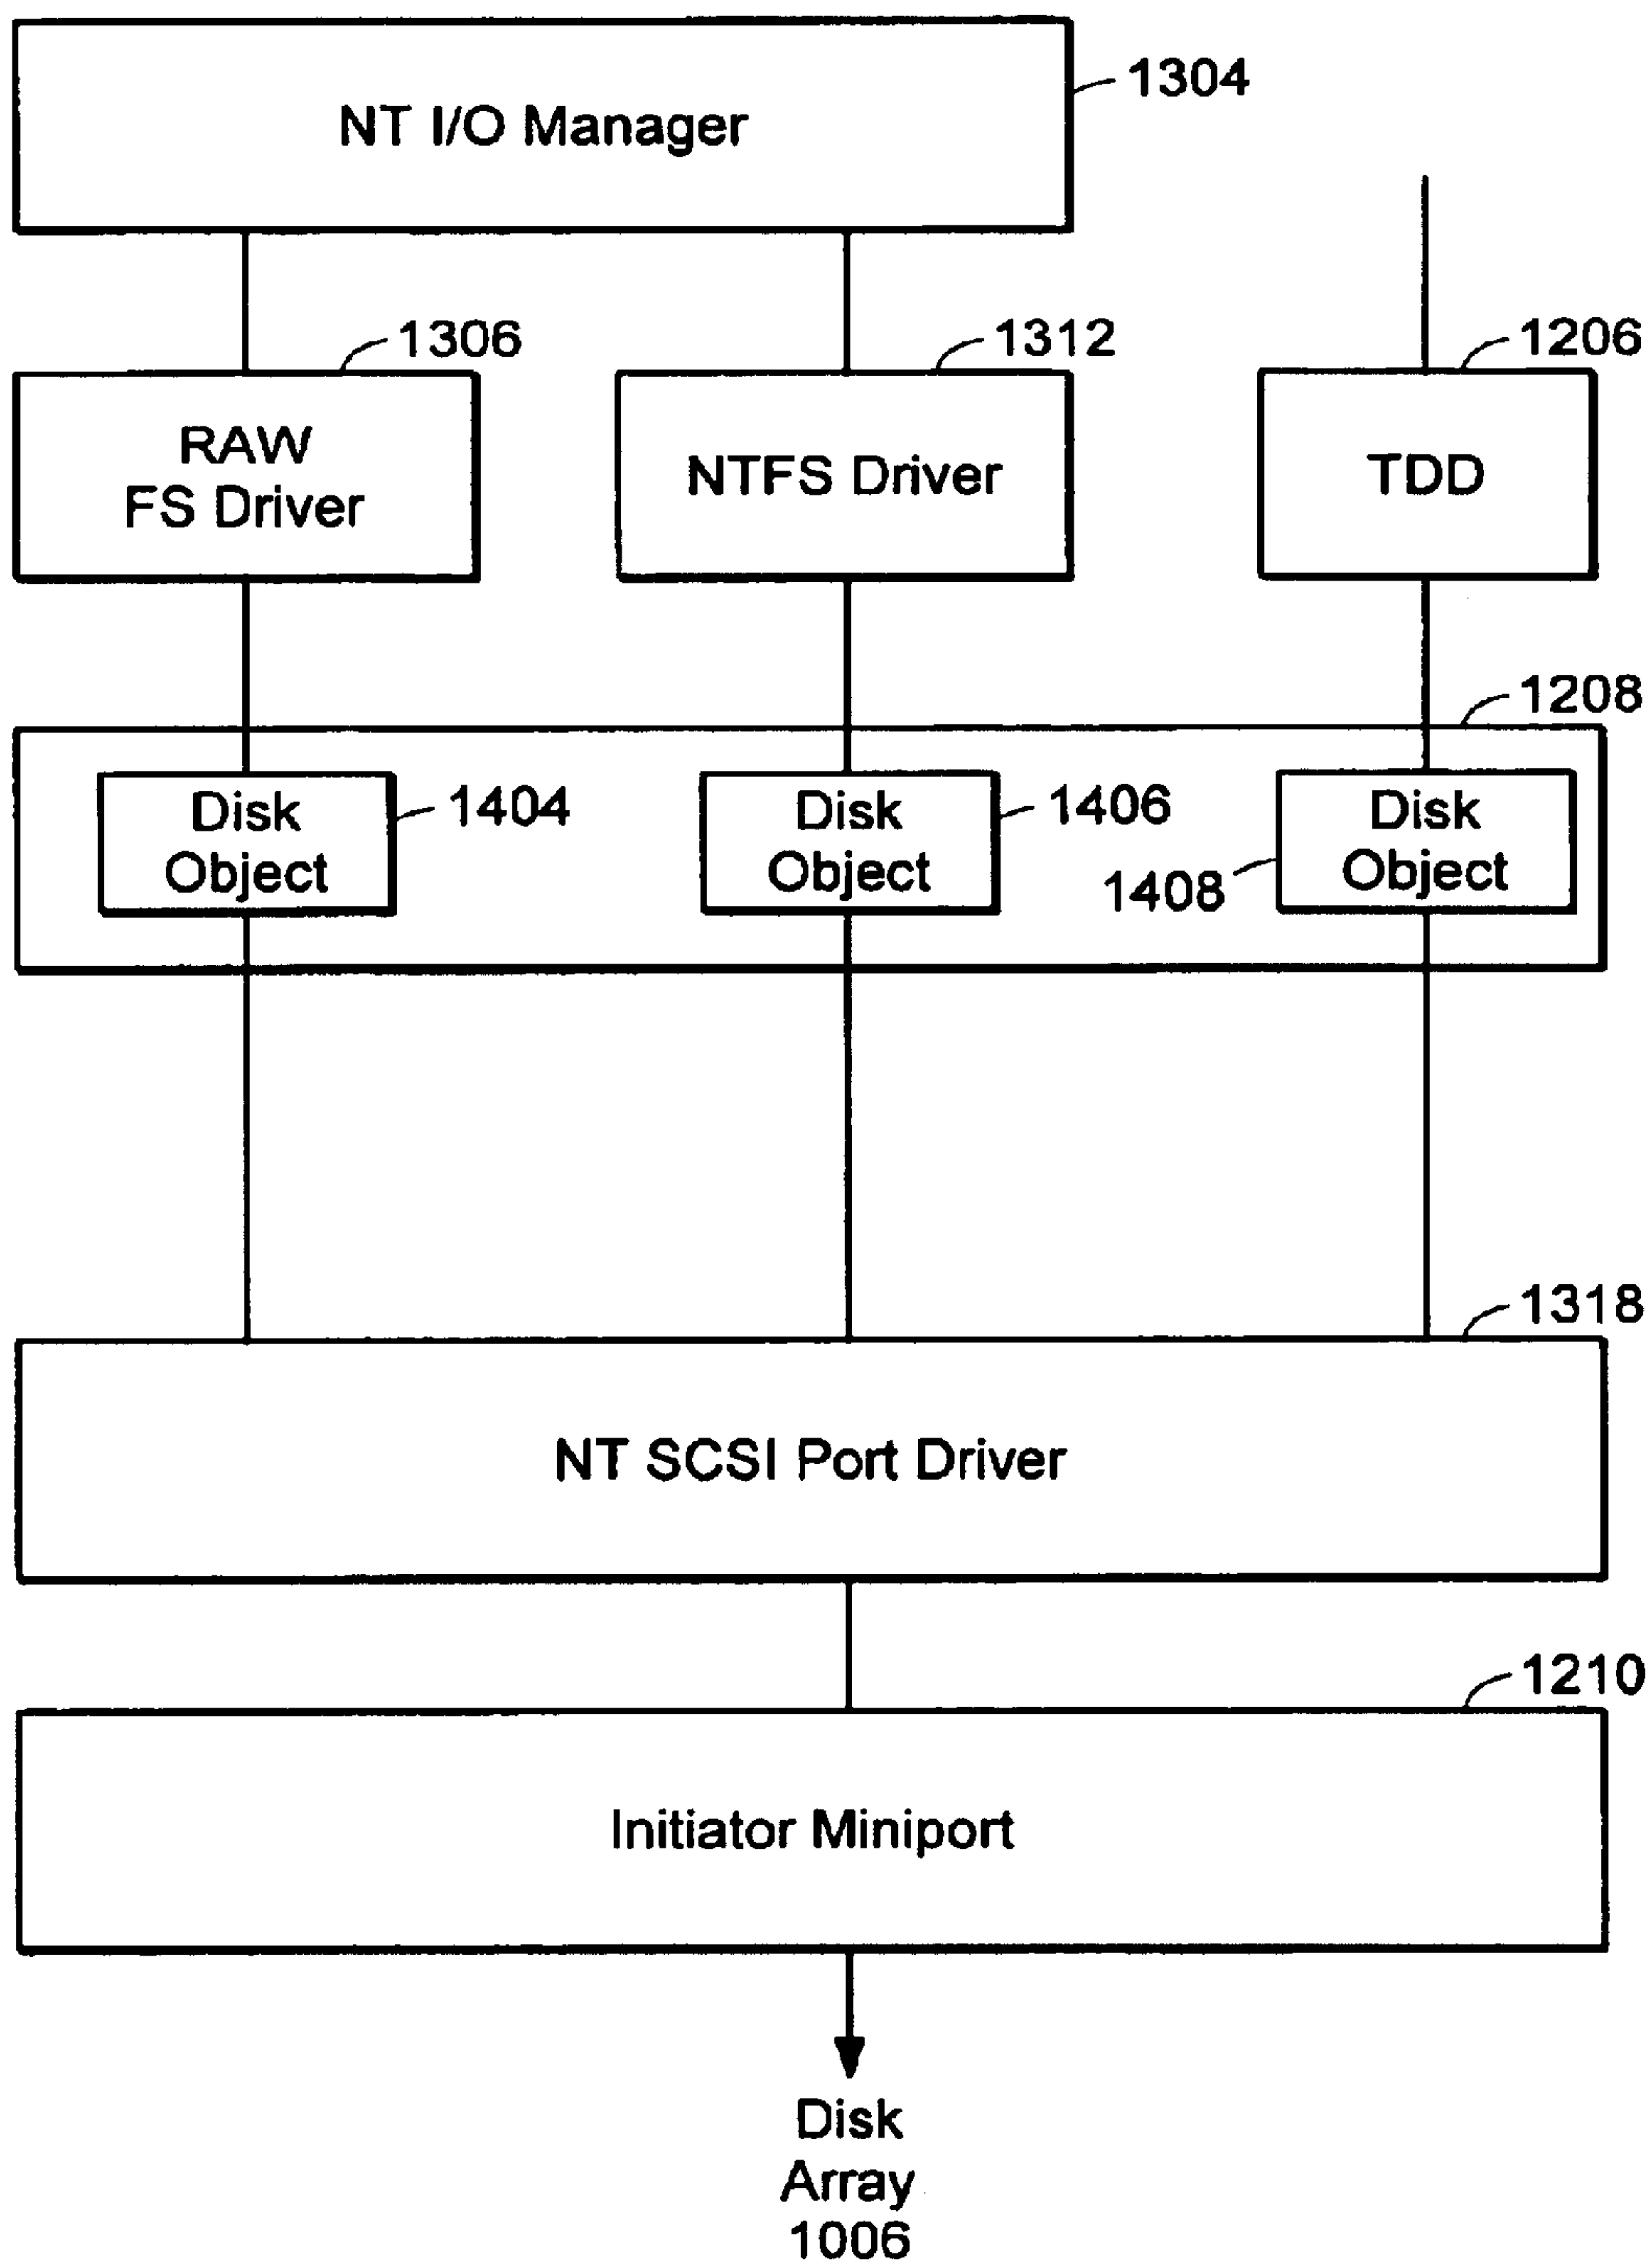 NT I/O Manager
1304
1306
1312
1206
RAW
FS Driver
NTFS Driver
TDD
1208
Disk
Object
1404
Disk
Object
1406
1408
Disk
Object
1318
NT SCSI Port Driver
1210
Initiator Miniport
Disk
Array
1006